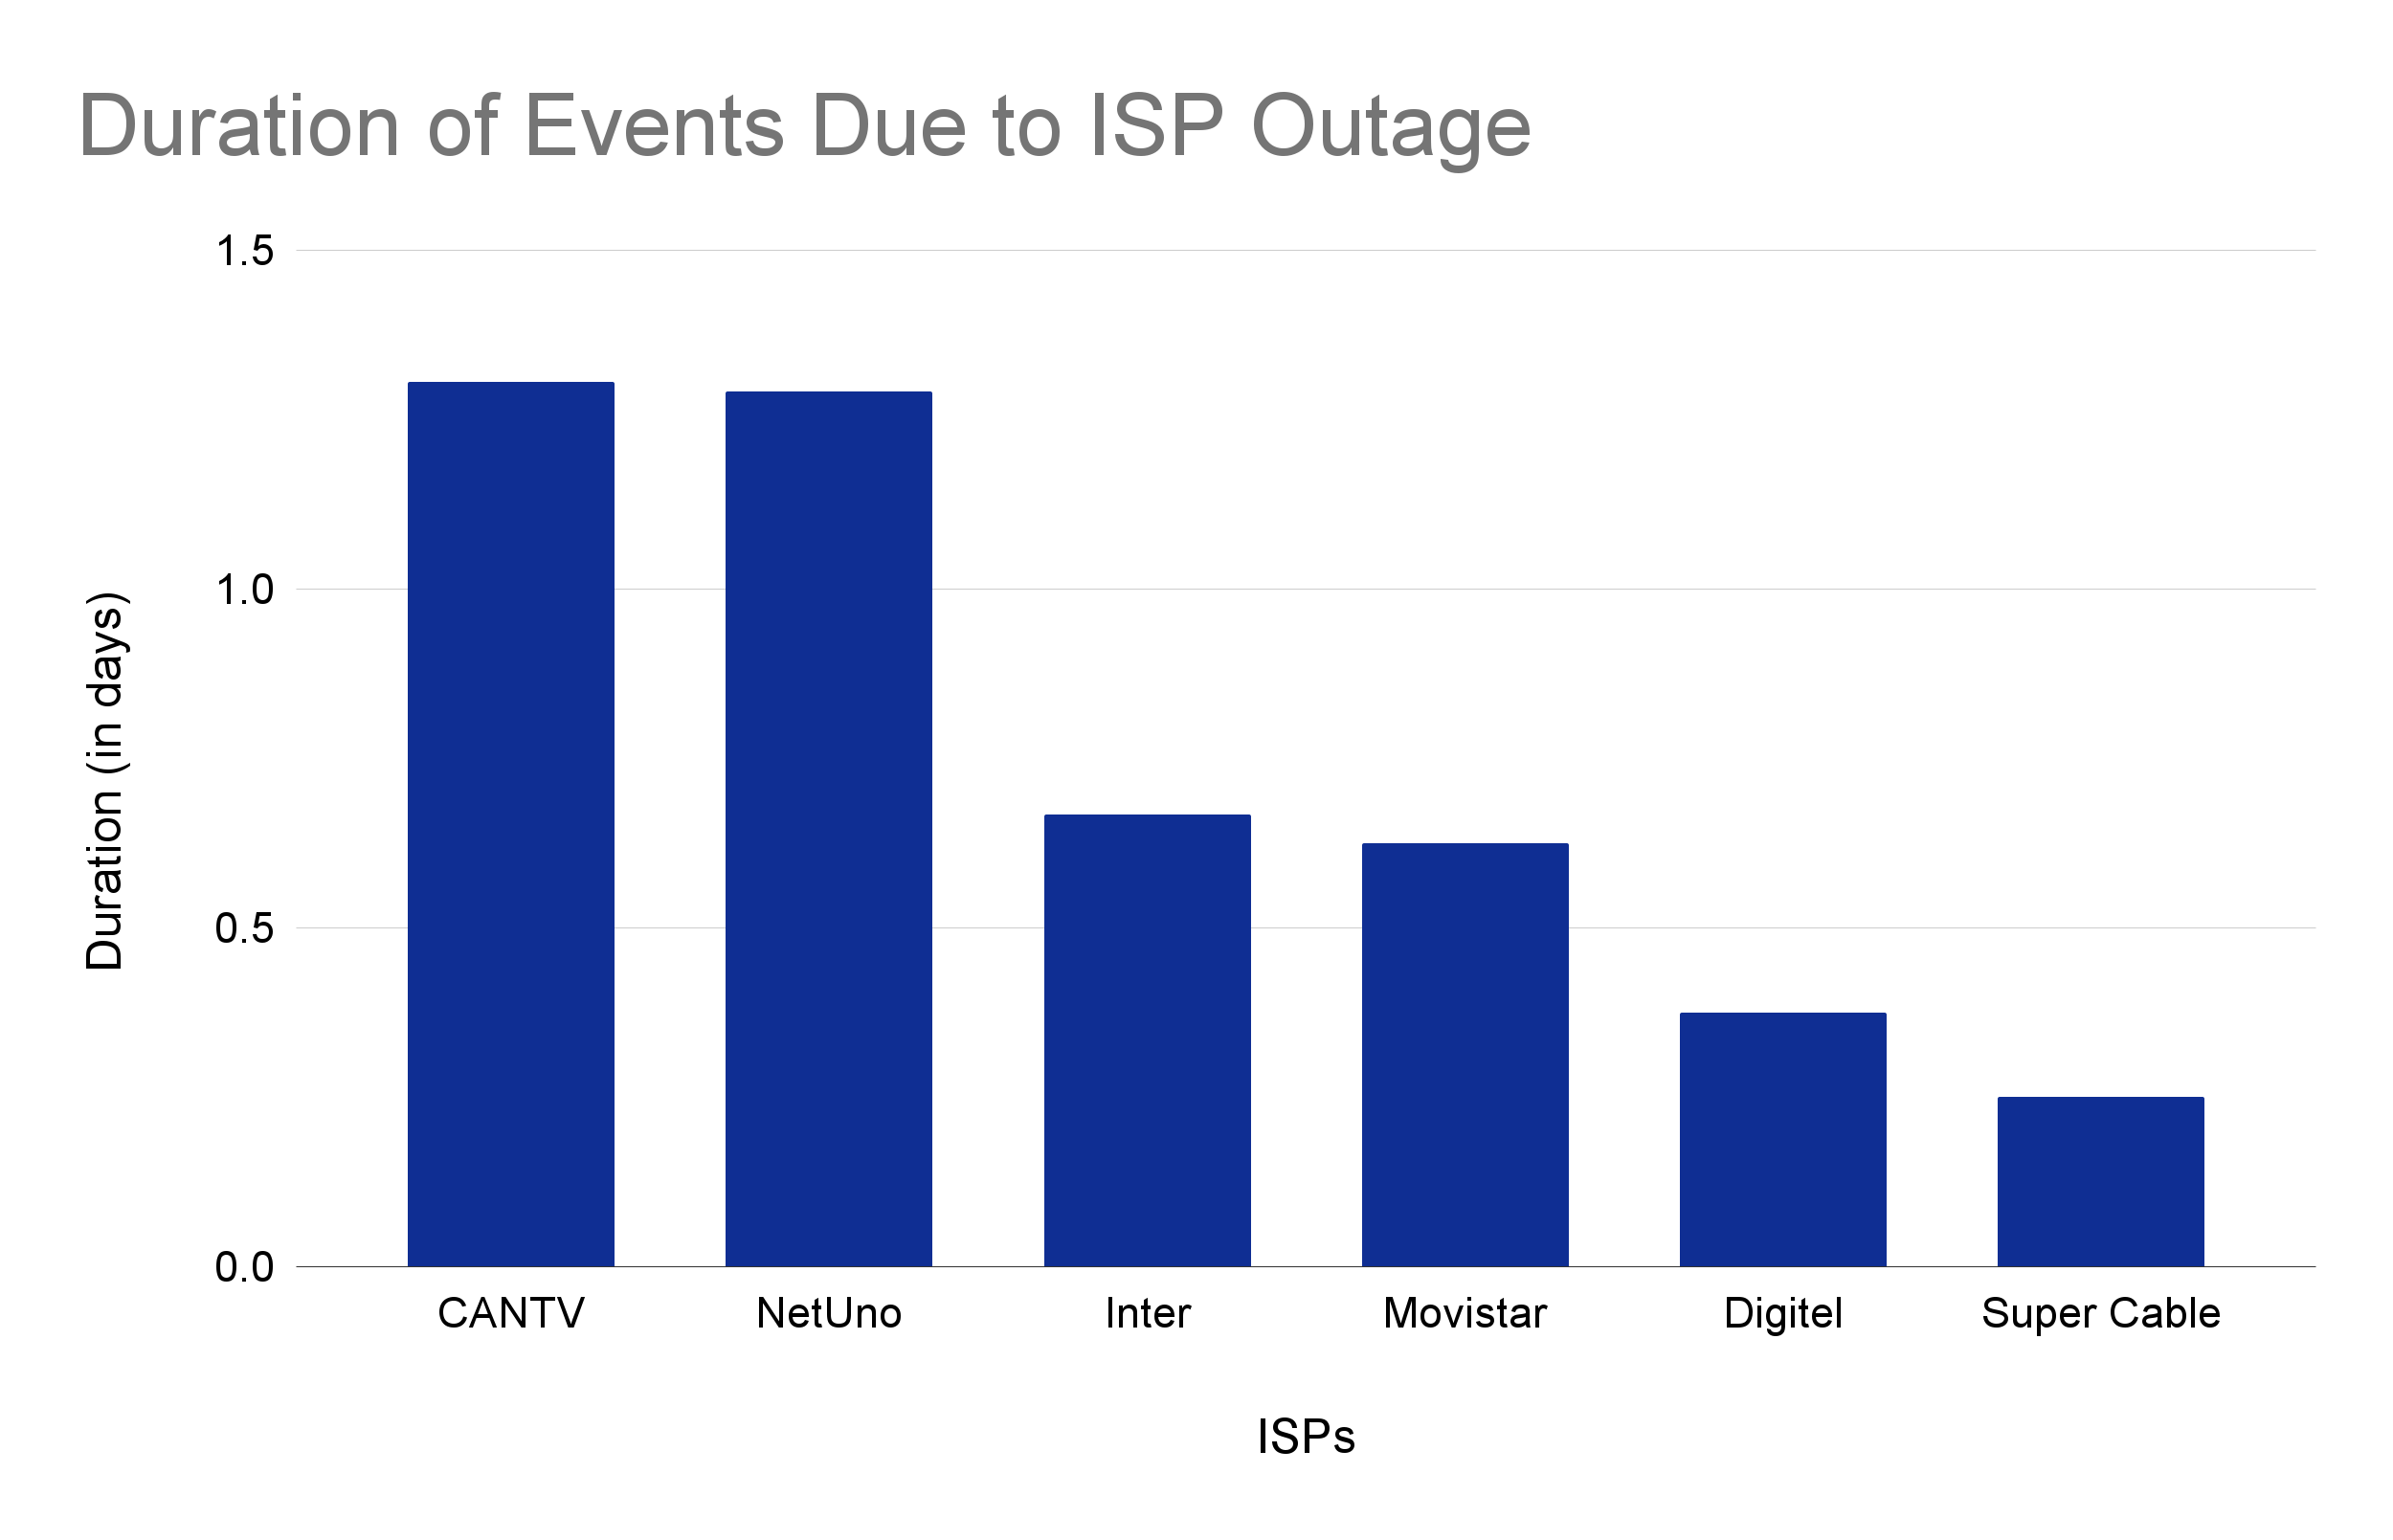 Duration of Events Due to ISP Outage
1.5
1.0
0.5
0.0
Duration (in days)
CANTV
NetUno
Inter
Movistar
Digitel
Super Cable
ISPs